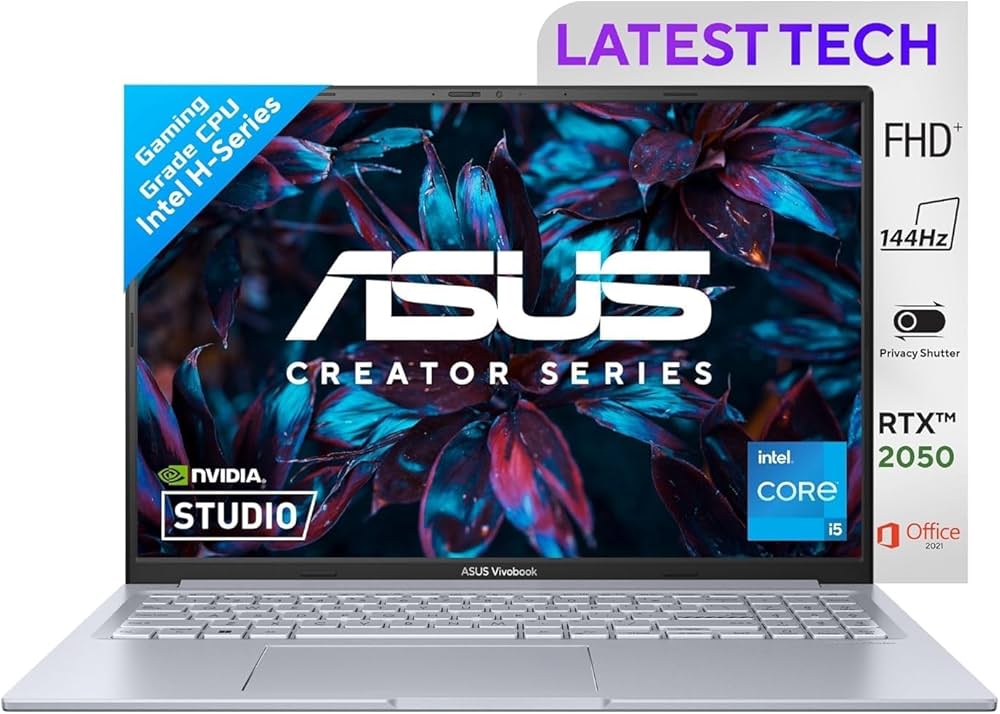 LATEST TECH
Gaming
Grade CPU
Intel H-Series
FHD+
144Hz
ASUS
CREATOR SERIES
Privacy Shutter
RTX™
2050
NVIDIA®
STUDIO
intel®
CORE™
i5
Office
2021
ASUS Vivobook